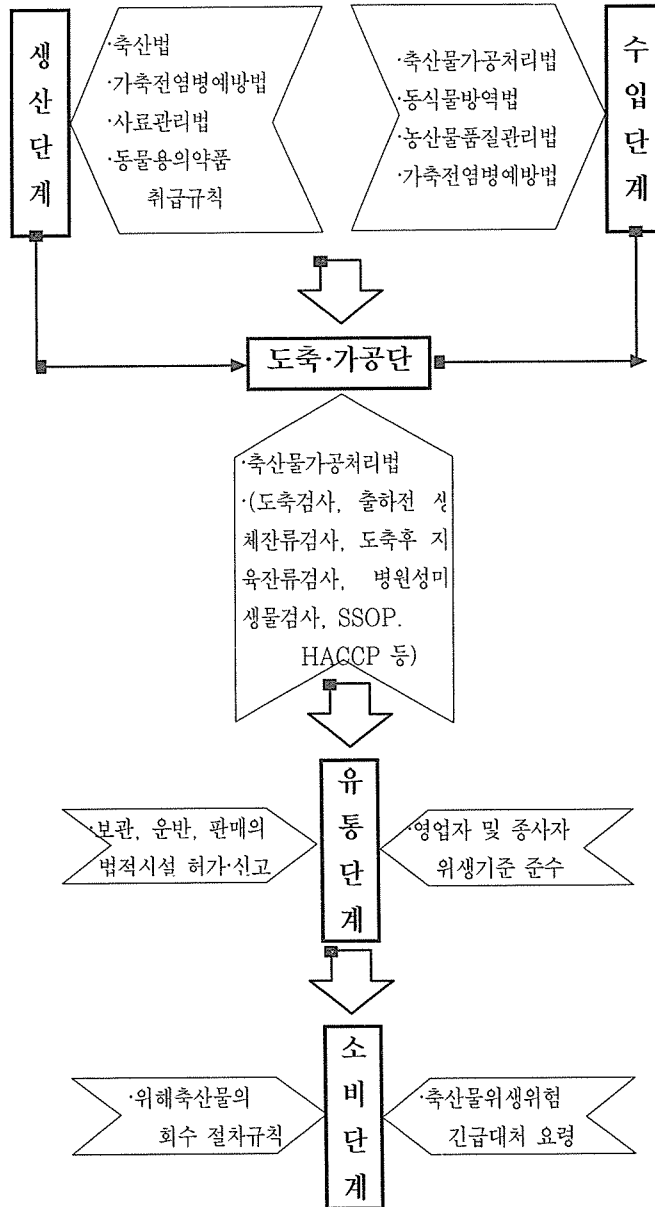 생산단계
·축산법
·가축전염병예방법
·사료관리법
·동물용의약품
취급규칙
·축산물가공처리법
·동식물방역법
·농산물품질관리법
·가축전염병예방법
수입단계
도축·가공단
·축산물가공처리법
·(도축검사, 출하전 생
체잔류검사, 도축후 지
육잔류검사, 병원성미
생물검사, SSOP.
HACCP 등)
유통단계
·보관, 운반, 판매의
법적시설 허가·신고
·영업자 및 종사자
위생기준 준수
소비단계
·위해축산물의
회수 절차규칙
·축산물위생위험
긴급대처 요령